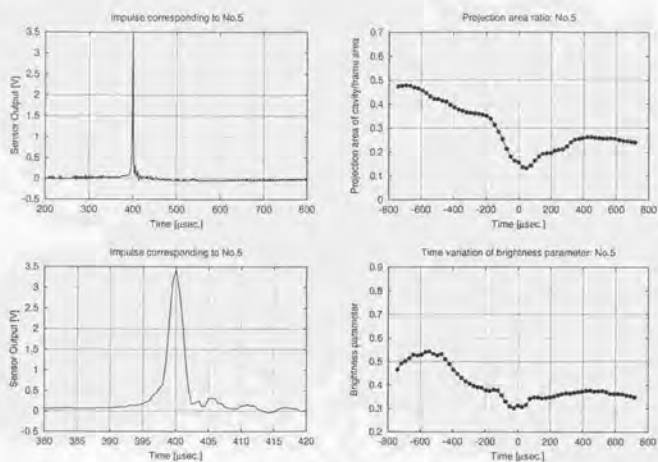 Impulse corresponding to No.5
Sensor Output [V]
3.5
3
2.5
2
1.5
1
0.5
0
-0.5
200 300 400 500 600 700 800
Time [μsec.]
Projection area ratio: No.5
Projection area of cavity/frame area
0.7
0.6
0.5
0.4
0.3
0.2
0.1
0
-800 -600 -400 -200 0 200 400 600 800
Time [μsec.]
Impulse corresponding to No.5
Sensor Output [V]
3.5
3
2.5
2
1.5
1
0.5
0
-0.5
380 385 390 395 400 405 410 415 420
Time [μsec.]
Time variation of brightness parameter: No.5
Brightness parameter
0.9
0.8
0.7
0.6
0.5
0.4
0.3
0.2
-800 -600 -400 -200 0 200 400 600 800
Time [μsec.]